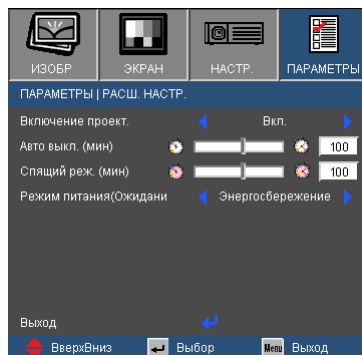 ИЗОБР ЭКРАН НАСТР. ПАРАМЕТРЫ
ПАРАМЕТРЫ | РАСШ. НАСТР.
Включение проект. Вкл.
Авто выкл. (мин) 100
Спящий реж. (мин) 100
Режим питания(Ожидани Энергосбережение
Выход
ВверхВниз Выбор Menu Выход